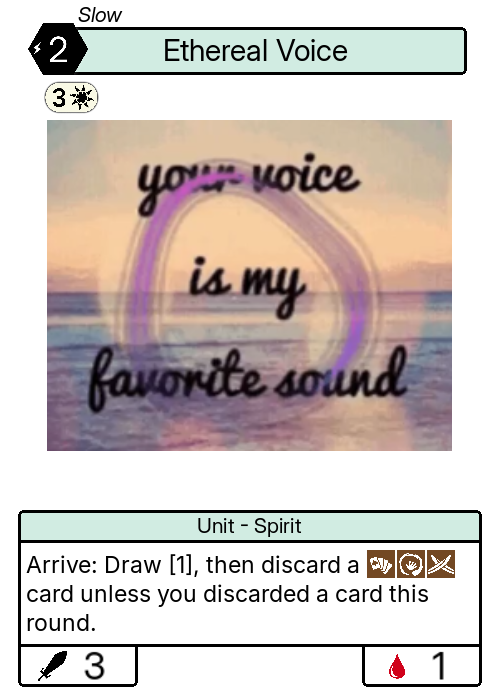 Slow
2
Ethereal Voice
3
your voice
is my
favorite sound
Unit - Spirit
Arrive: Draw [1], then discard a
card unless you discarded a card this
round.
3
1